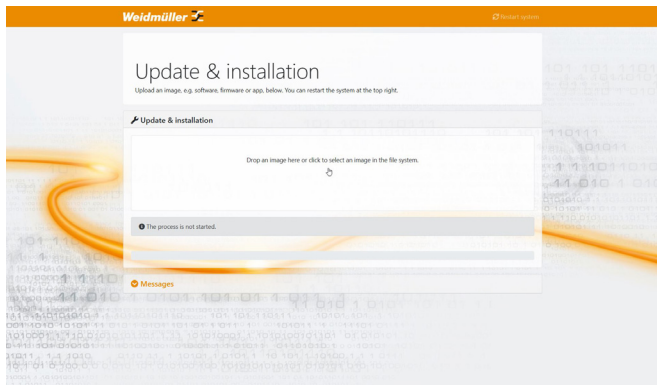 Weidmüller
Restart system
Update & installation
Upload an image, e.g. software, firmware or app, below. You can restart the system at the top right.
Update & installation
Drop an image here or click to select an image in the file system.
The process is not started.
Messages